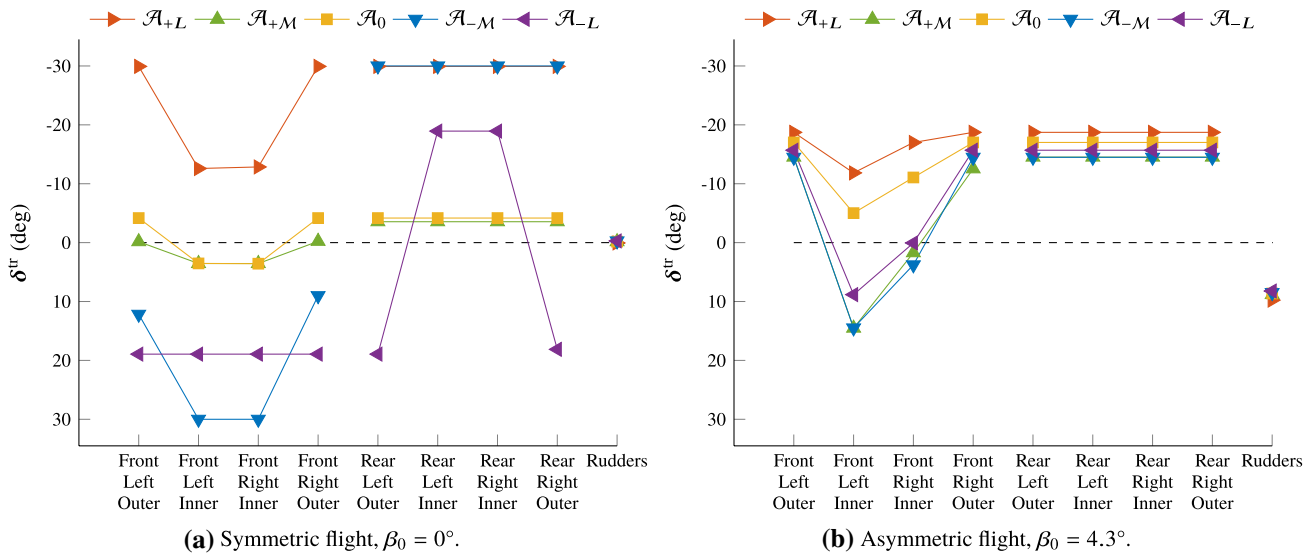 𝒜₊L 𝒜₊ℳ 𝒜₀ 𝒜₋ℳ 𝒜₋L
-30
-20
-10
0
10
20
30
δᵗʳ (deg)
Front Left Outer
Front Left Inner
Front Right Inner
Front Right Outer
Rear Left Outer
Rear Left Inner
Rear Right Inner
Rear Right Outer
Rudders
(a) Symmetric flight, β₀ = 0°.
𝒜₊L 𝒜₊ℳ 𝒜₀ 𝒜₋ℳ 𝒜₋L
-30
-20
-10
0
10
20
30
δᵗʳ (deg)
Front Left Outer
Front Left Inner
Front Right Inner
Front Right Outer
Rear Left Outer
Rear Left Inner
Rear Right Inner
Rear Right Outer
Rudders
(b) Asymmetric flight, β₀ = 4.3°.